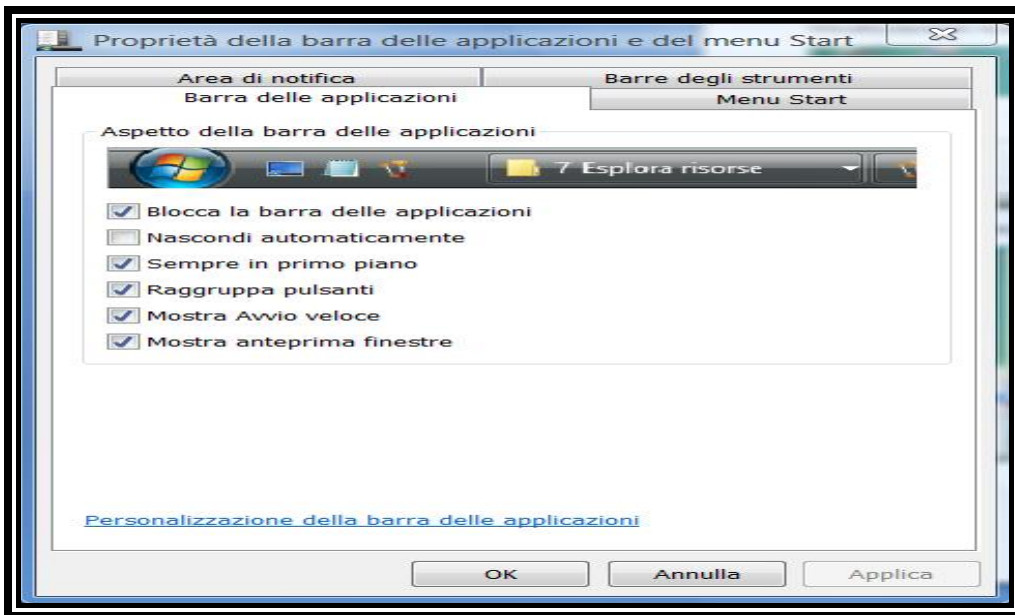 Proprietà della barra delle applicazioni e del menu Start
Area di notifica
Barre degli strumenti
Barra delle applicazioni
Menu Start
Aspetto della barra delle applicazioni
7 Esplora risorse
Blocca la barra delle applicazioni
Nascondi automaticamente
Sempre in primo piano
Raggruppa pulsanti
Mostra Avvio veloce
Mostra anteprima finestre
Personalizzazione della barra delle applicazioni
OK
Annulla
Applica